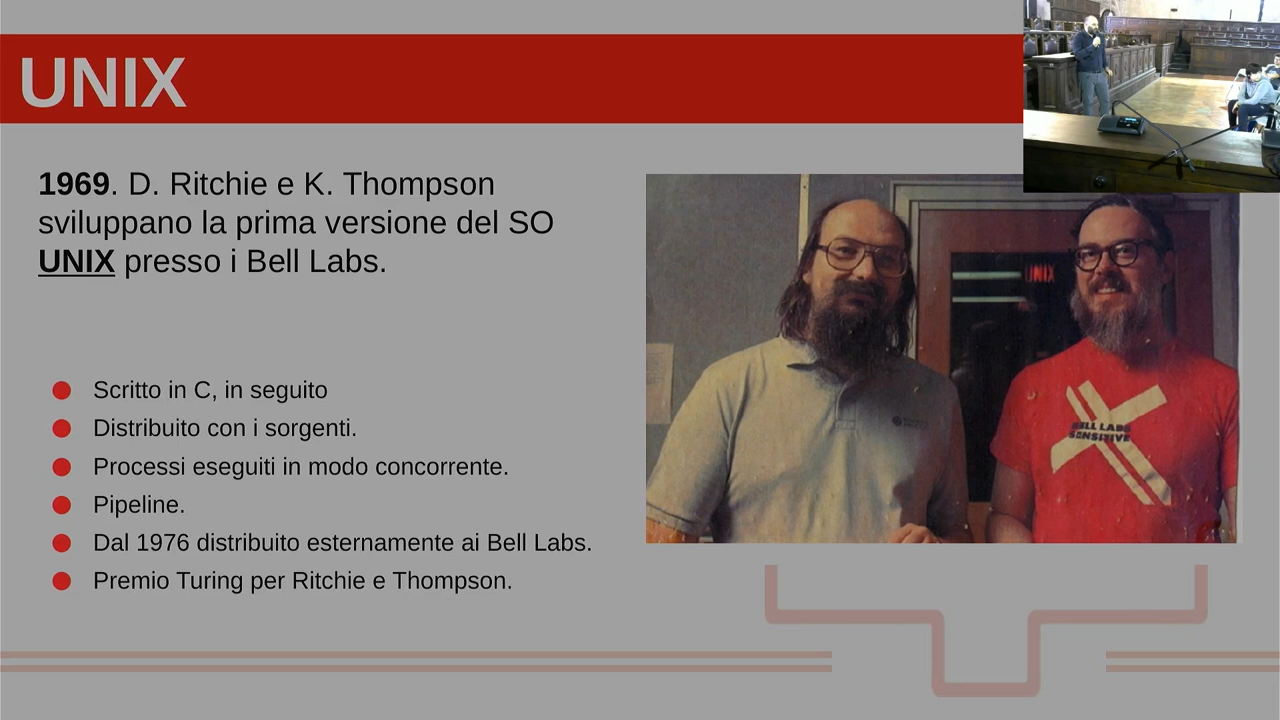 UNIX
1969. D. Ritchie e K. Thompson
sviluppano la prima versione del SO
UNIX presso i Bell Labs.
Scritto in C, in seguito
Distribuito con i sorgenti.
Processi eseguiti in modo concorrente.
Pipeline.
Dal 1976 distribuito esternamente ai Bell Labs.
Premio Turing per Ritchie e Thompson.
UNIX
BELL LABS
SENSITIVE